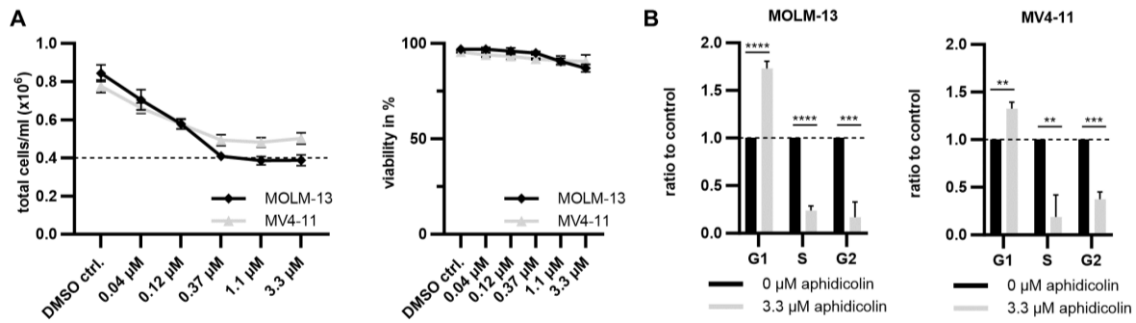 A
total cells/ml (x10⁶)
1.0
0.8
0.6
0.4
0.2
0.0
MOLM-13
MV4-11
DMSO ctrl.
0.04 µM
0.12 µM
0.37 µM
1.1 µM
3.3 µM
viability in %
100
50
0
MOLM-13
MV4-11
DMSO ctrl.
0.04 µM
0.12 µM
0.37 µM
1.1 µM
3.3 µM
B
MOLM-13
ratio to control
2.0
1.5
1.0
0.5
0.0
****
****
***
G1 S G2
0 µM aphidicolin
3.3 µM aphidicolin
MV4-11
ratio to control
2.0
1.5
1.0
0.5
0.0
**
**
***
G1 S G2
0 µM aphidicolin
3.3 µM aphidicolin